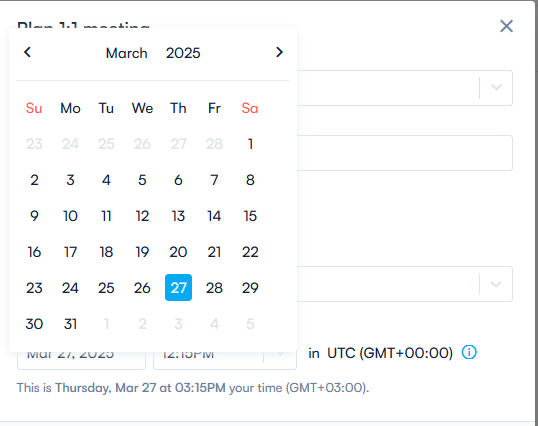 Plan 1:1 meeting
March 2025
Su Mo Tu We Th Fr Sa
23 24 25 26 27 28 1
2 3 4 5 6 7 8
9 10 11 12 13 14 15
16 17 18 19 20 21 22
23 24 25 26 27 28 29
30 31 1 2 3 4 5
Mar 27, 2025 12:15PM in UTC (GMT+00:00)
This is Thursday, Mar 27 at 03:15PM your time (GMT+03:00).